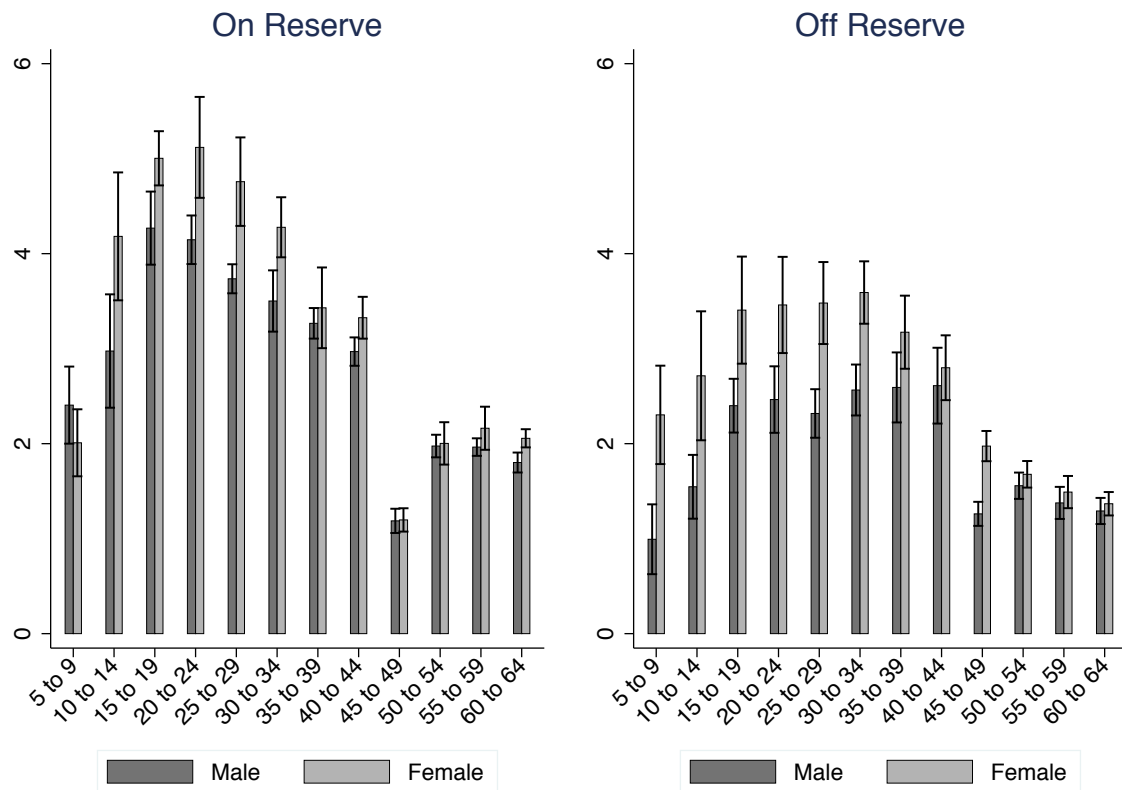 On Reserve
6
4
2
0
5 to 9
10 to 14
15 to 19
20 to 24
25 to 29
30 to 34
35 to 39
40 to 44
45 to 49
50 to 54
55 to 59
60 to 64
Male Female
Off Reserve
6
4
2
0
5 to 9
10 to 14
15 to 19
20 to 24
25 to 29
30 to 34
35 to 39
40 to 44
45 to 49
50 to 54
55 to 59
60 to 64
Male Female